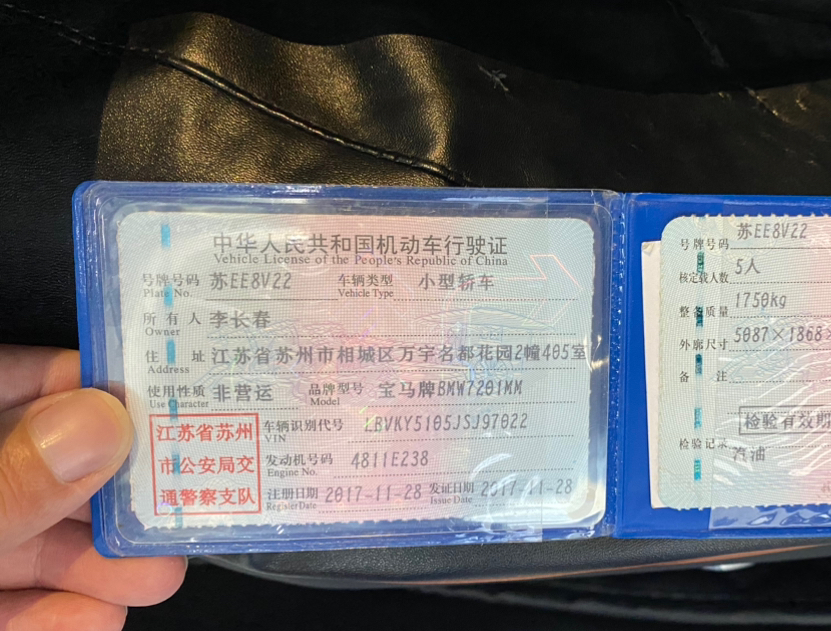 中华人民共和国机动车行驶证
Vehicle License of the People's Republic of China
号牌号码 苏EE8V22 车辆类型 小型轿车
Plate No. Vehicle Type
所有人 李长春
Owner
住址 江苏省苏州市相城区万宇名都花园2幢405室
Address
使用性质 非营运 品牌型号 宝马牌BMW7201MM
Use Character Model
江苏省苏州
市公安局交
通警察支队
车辆识别代号 LBVKY5105JSJ97022
VIN
发动机号码 4811E238
Engine No.
注册日期 2017-11-28 发证日期 2017-11-28
Register Date Issue Date
号牌号码 苏EE8V22
核定载人数 5人
整备质量 1750kg
外廓尺寸 5087×1868×
备注
检验有效期
检验记录
汽油